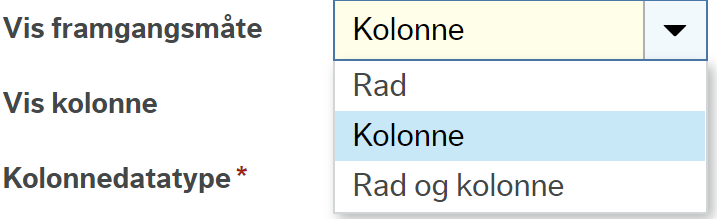 Vis framgangsmåte Kolonne
Rad
Vis kolonne
Kolonne
Kolonnedatatype *
Rad og kolonne